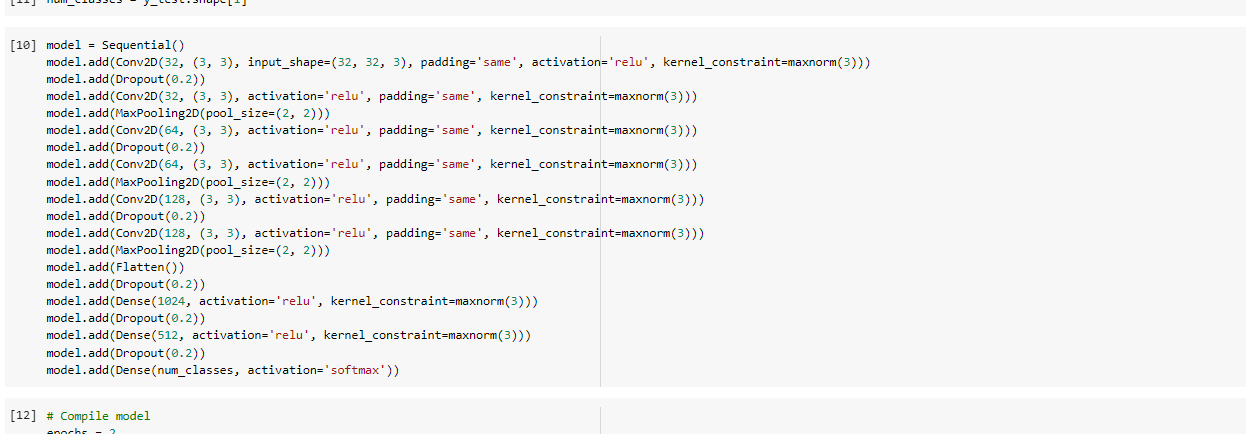 [11] num_classes = y_test.shape[1]
[10] model = Sequential()
model.add(Conv2D(32, (3, 3), input_shape=(32, 32, 3), padding='same', activation='relu', kernel_constraint=maxnorm(3)))
model.add(Dropout(0.2))
model.add(Conv2D(32, (3, 3), activation='relu', padding='same', kernel_constraint=maxnorm(3)))
model.add(MaxPooling2D(pool_size=(2, 2)))
model.add(Conv2D(64, (3, 3), activation='relu', padding='same', kernel_constraint=maxnorm(3)))
model.add(Dropout(0.2))
model.add(Conv2D(64, (3, 3), activation='relu', padding='same', kernel_constraint=maxnorm(3)))
model.add(MaxPooling2D(pool_size=(2, 2)))
model.add(Conv2D(128, (3, 3), activation='relu', padding='same', kernel_constraint=maxnorm(3)))
model.add(Dropout(0.2))
model.add(Conv2D(128, (3, 3), activation='relu', padding='same', kernel_constraint=maxnorm(3)))
model.add(MaxPooling2D(pool_size=(2, 2)))
model.add(Flatten())
model.add(Dropout(0.2))
model.add(Dense(1024, activation='relu', kernel_constraint=maxnorm(3)))
model.add(Dropout(0.2))
model.add(Dense(512, activation='relu', kernel_constraint=maxnorm(3)))
model.add(Dropout(0.2))
model.add(Dense(num_classes, activation='softmax'))
[12] # Compile model
epochs = 2